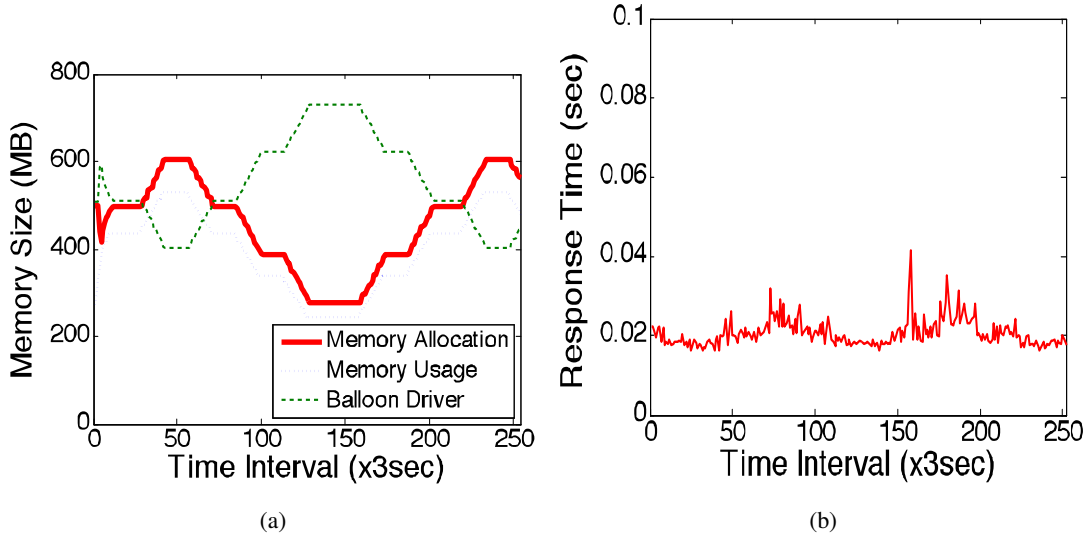 800
600
400
200
0
Memory Size (MB)
0 50 100 150 200 250
Time Interval (x3sec)
Memory Allocation
Memory Usage
Balloon Driver
(a)
0.1
0.08
0.06
0.04
0.02
0
Response Time (sec)
0 50 100 150 200 250
Time Interval (x3sec)
(b)